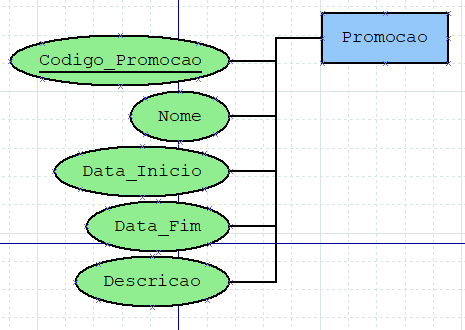 Promocao
Codigo_Promocao
Nome
Data_Inicio
Data_Fim
Descricao